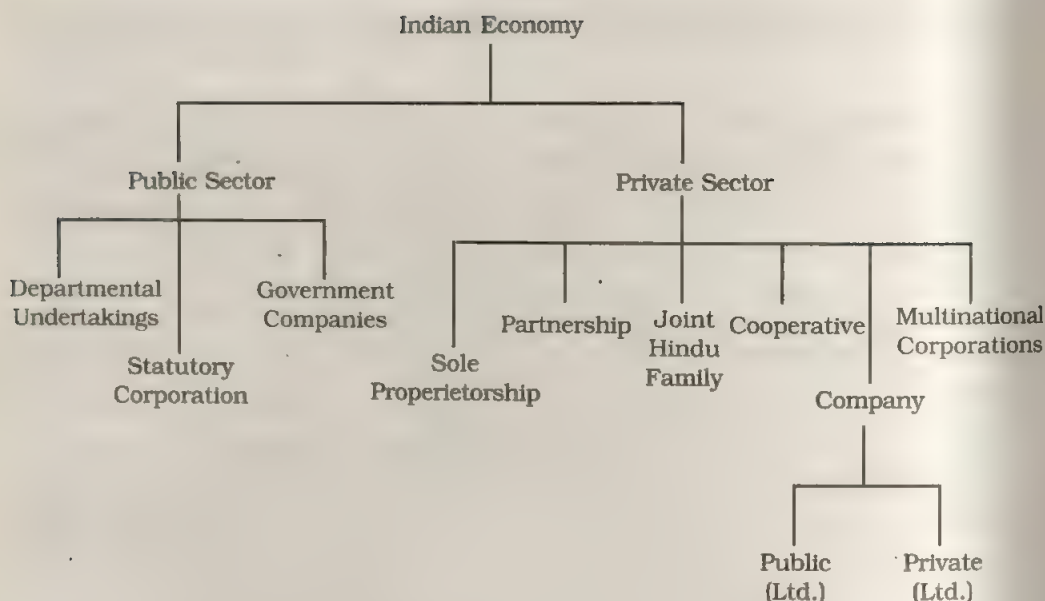 Indian Economy
Public Sector
Private Sector
Departmental
Undertakings
Statutory
Corporation
Government
Companies
Sole
Properietorship
Partnership
Joint
Hindu
Family
Cooperative
Company
Multinational
Corporations
Public
(Ltd.)
Private
(Ltd.)